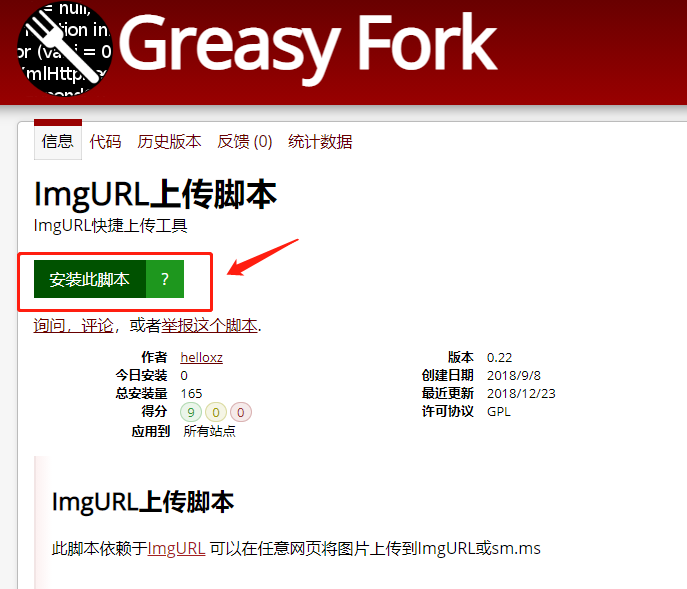 = null,
tion in
or (va i = 0
XmlHttp ec
Greasy Fork
信息 代码 历史版本 反馈 (0) 统计数据
ImgURL上传脚本
ImgURL快捷上传工具
安装此脚本 ?
询问，评论，或者举报这个脚本.
作者 helloxz 版本 0.22
今日安装 0 创建日期 2018/9/8
总安装量 165 最近更新 2018/12/23
得分 9 0 0 许可协议 GPL
应用到 所有站点
ImgURL上传脚本
此脚本依赖于ImgURL 可以在任意网页将图片上传到ImgURL或sm.ms